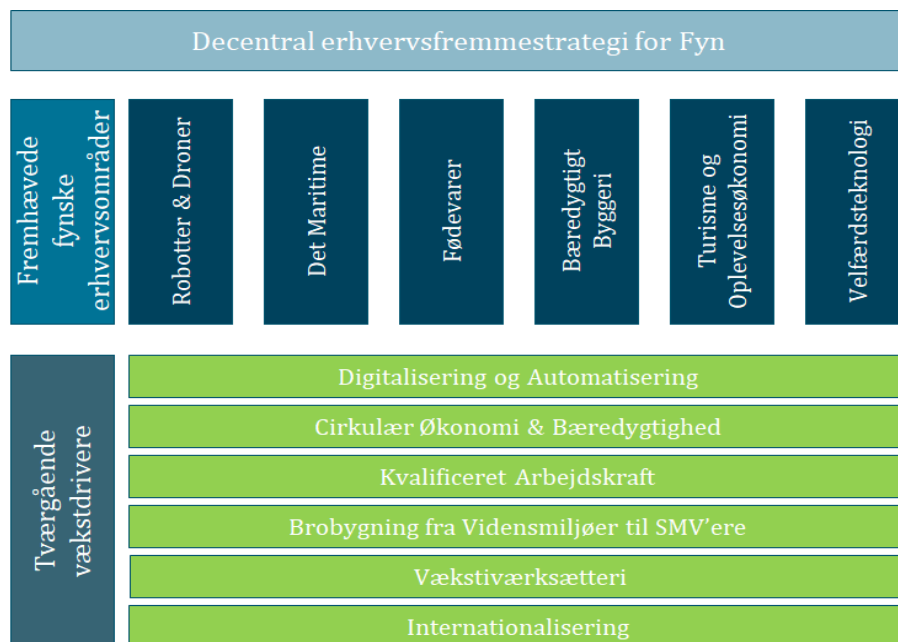 Decentral erhvervsfremmestrategi for Fyn
Fremhævede
fynske
erhvervsområder
Robotter & Droner
Det Maritime
Fødevarer
Bæredygtigt
Byggeri
Turisme og
Oplevelsesøkonomi
Velfærdsteknologi
Tværgående
vækstdrivere
Digitalisering og Automatisering
Cirkulær Økonomi & Bæredygtighed
Kvalificeret Arbejdskraft
Brobygning fra Vidensmiljøer til SMV'ere
Vækstiværksætteri
Internationalisering